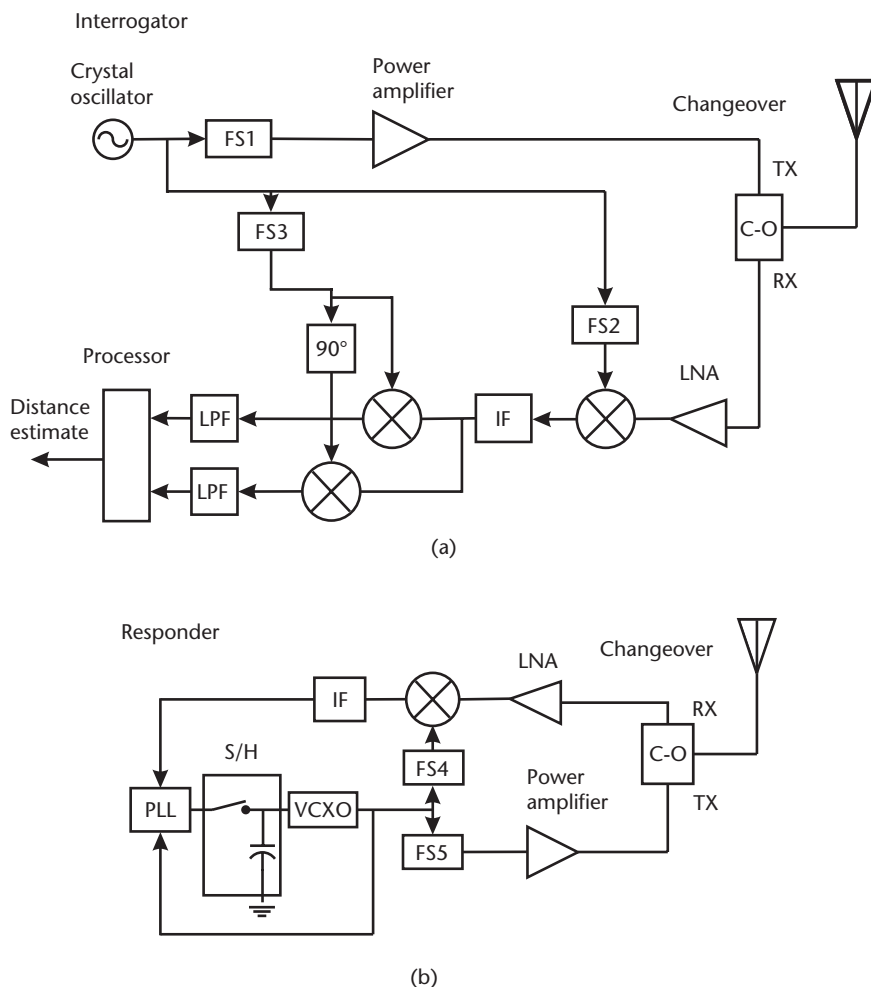 Interrogator
Crystal
oscillator
Power
amplifier
Changeover
FS1
TX
FS3
C-O
RX
FS2
90°
Processor
LNA
Distance
estimate
LPF
IF
LPF
(a)
Responder
Changeover
LNA
IF
RX
S/H
C-O
FS4
Power
amplifier
TX
PLL
VCXO
FS5
(b)